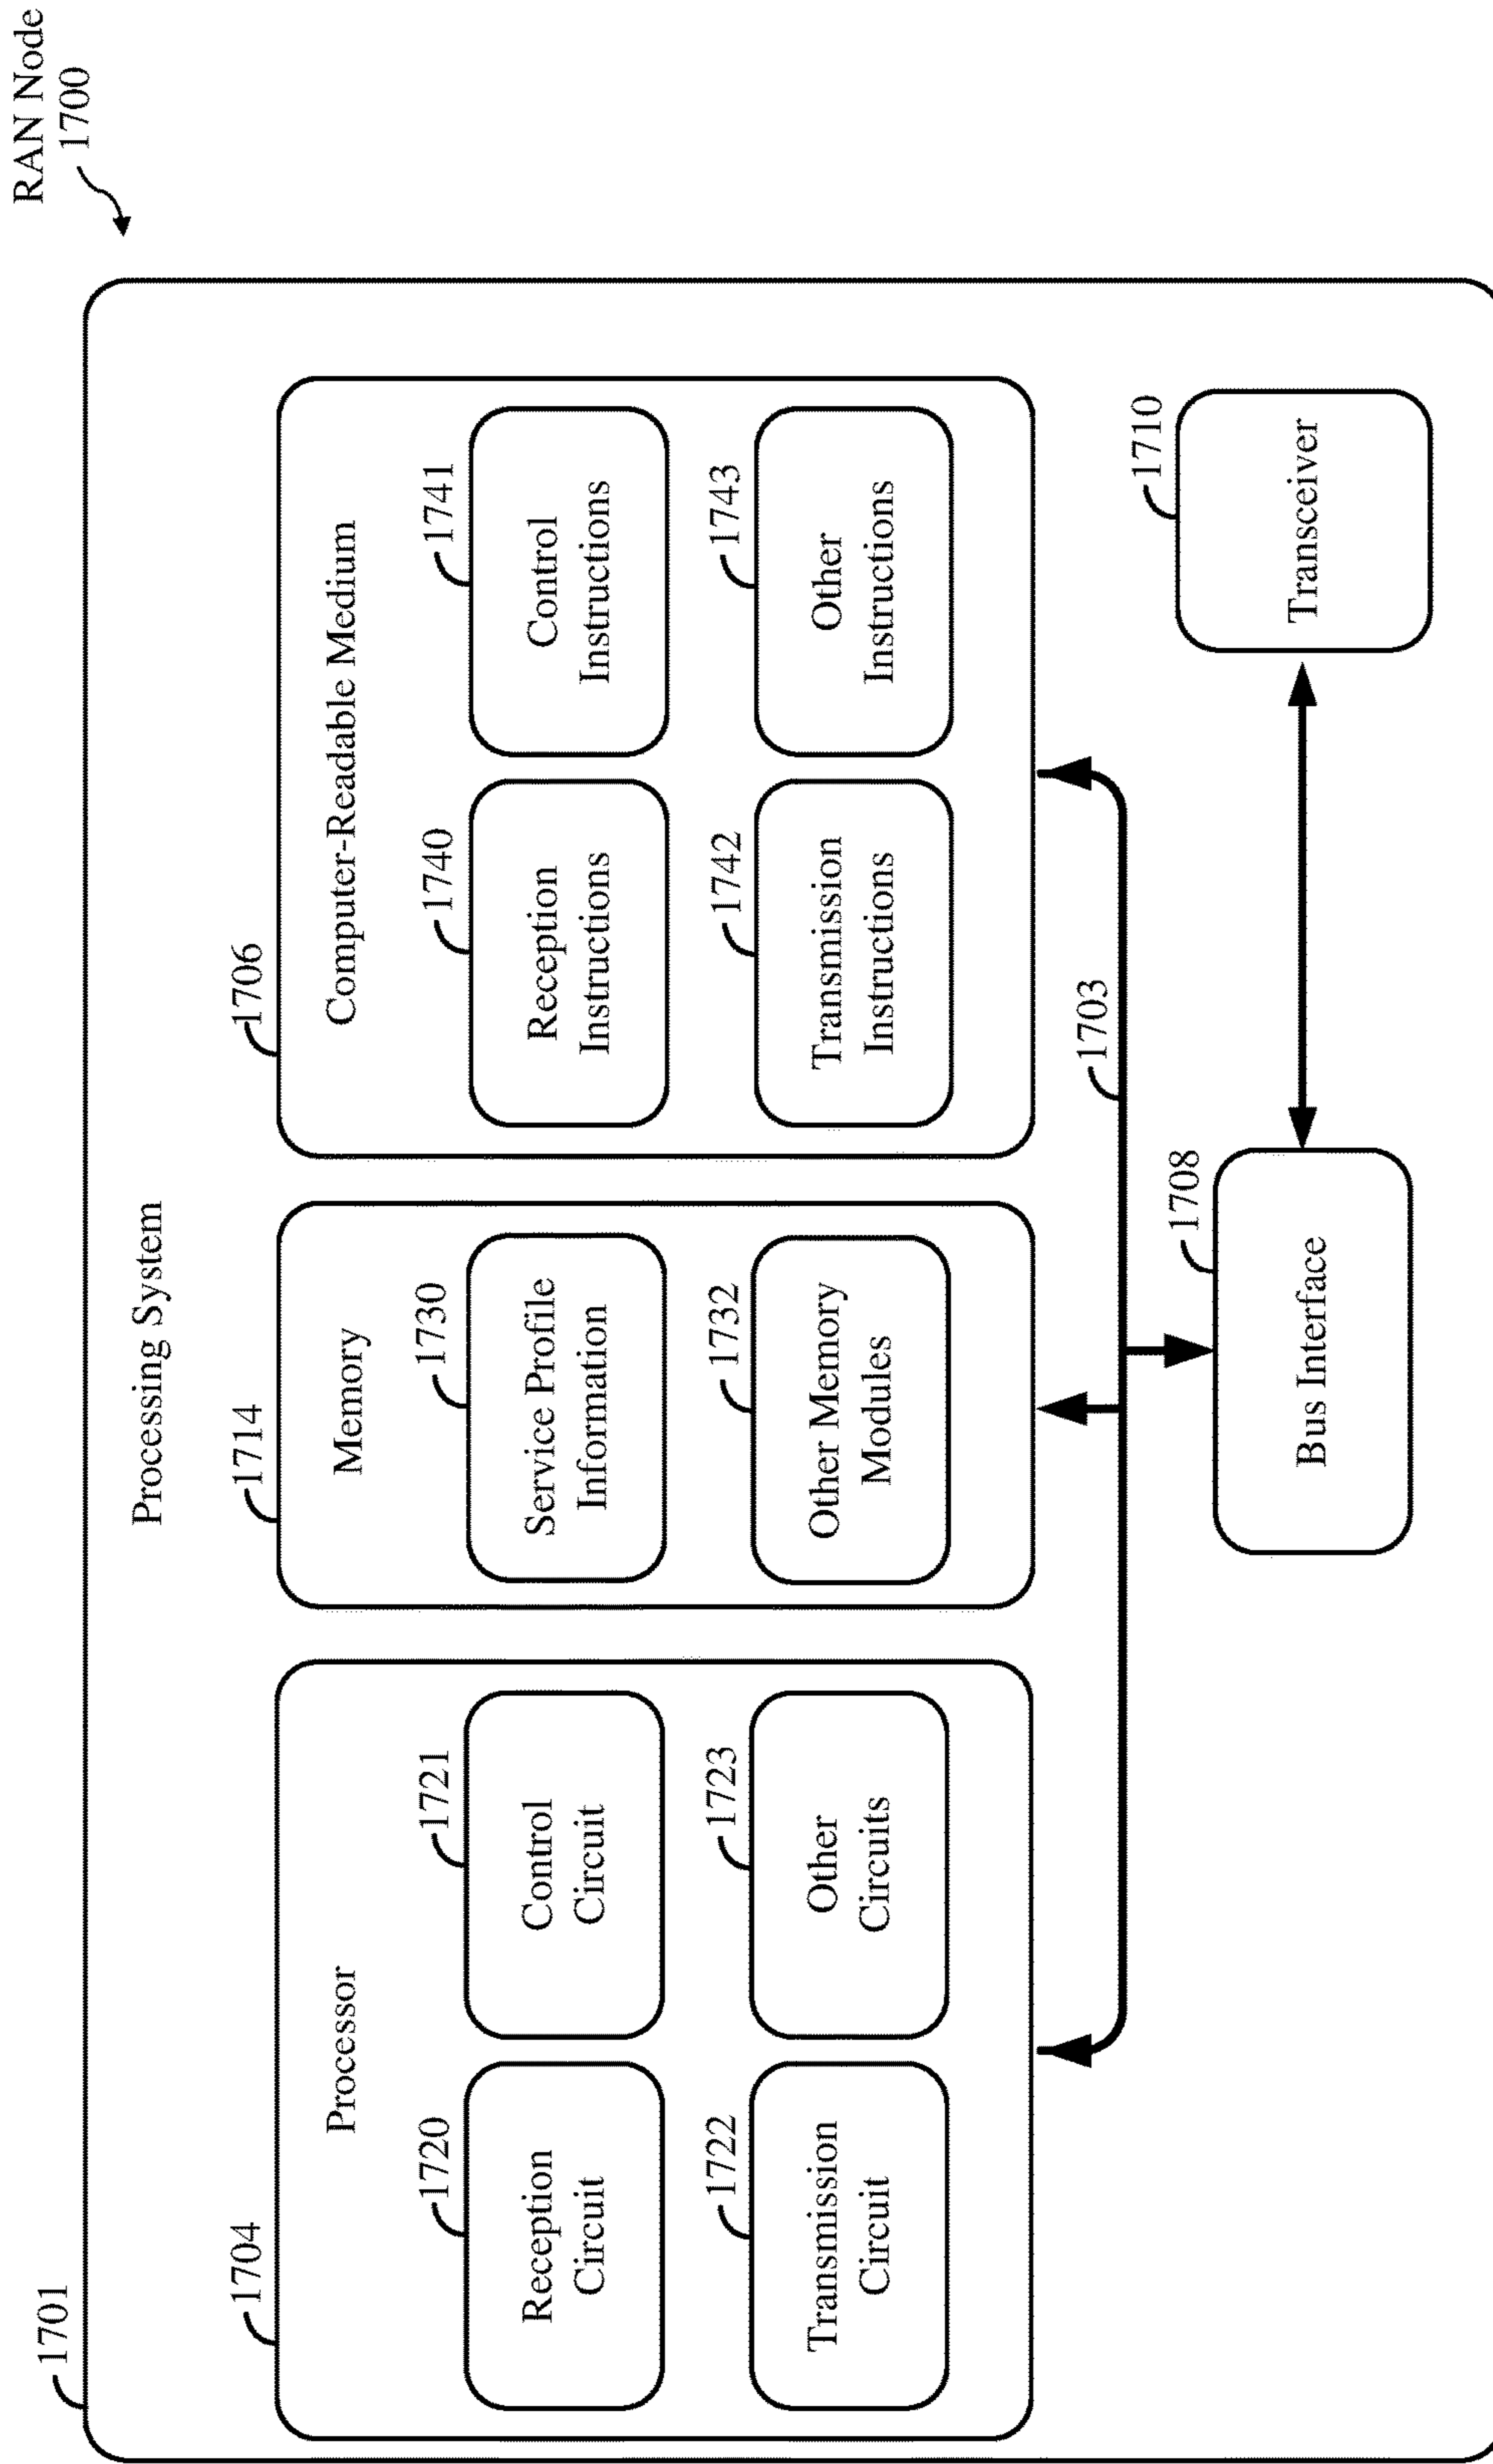 RAN Node
1700
1701
Processing System
1704
Processor
1720
Reception
Circuit
1721
Control
Circuit
1722
Transmission
Circuit
1723
Other
Circuits
1714
Memory
1730
Service Profile
Information
1732
Other Memory
Modules
1706
Computer-Readable Medium
1740
Reception
Instructions
1741
Control
Instructions
1742
Transmission
Instructions
1743
Other
Instructions
1703
1708
Bus Interface
1710
Transceiver